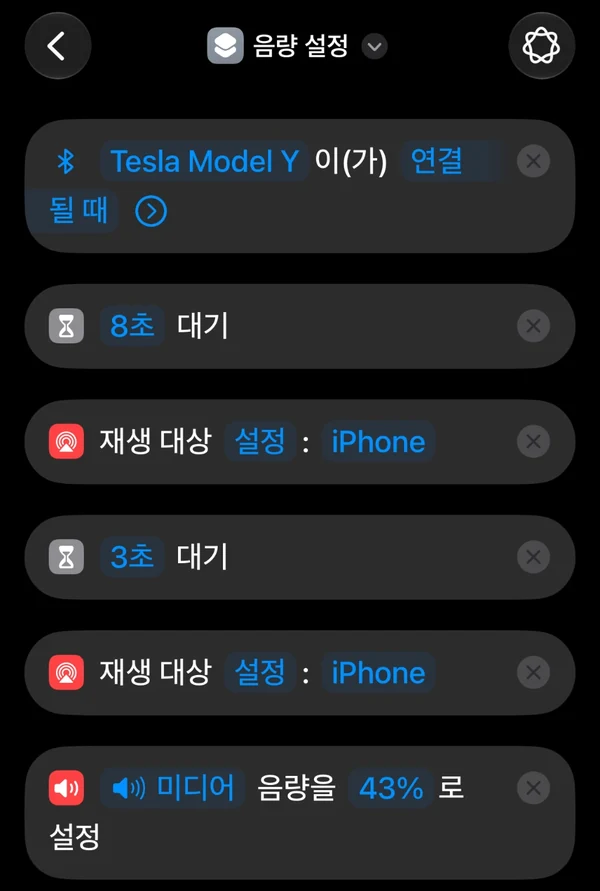 음량 설정
Tesla Model Y 이(가) 연결
될 때
8초 대기
재생 대상 설정 : iPhone
3초 대기
재생 대상 설정 : iPhone
미디어 음량을 43% 로
설정